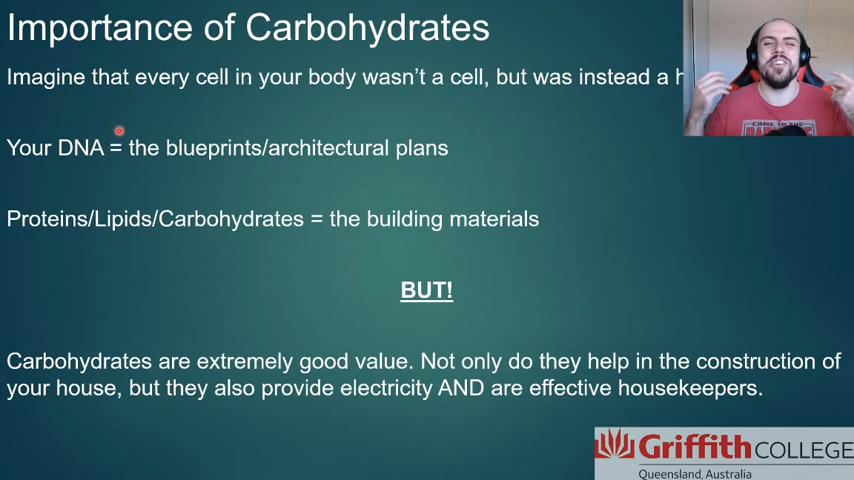 Importance of Carbohydrates
Imagine that every cell in your body wasn't a cell, but was instead a
Your DNA = the blueprints/architectural plans
Proteins/Lipids/Carbohydrates = the building materials
BUT!
Carbohydrates are extremely good value. Not only do they help in the construction of
your house, but they also provide electricity AND are effective housekeepers.
COME TO THE
Griffith COLLEGE
Queensland, Australia